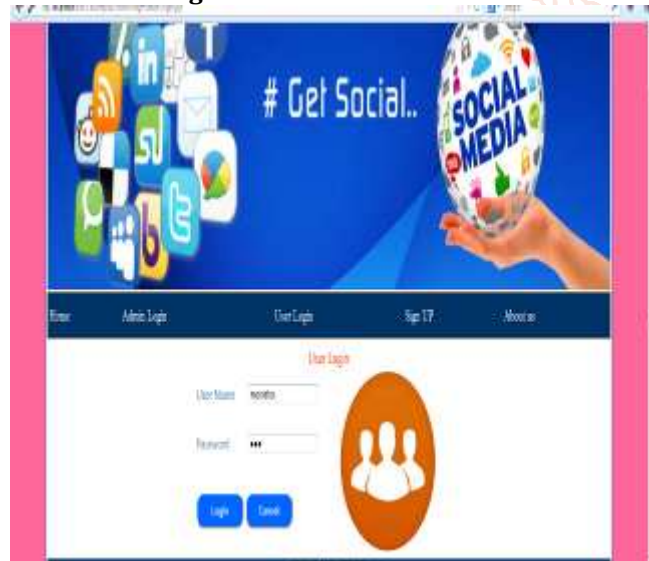 # Get Social..
SOCIAL
MEDIA
in
T
Home Admin Login User Login Sign UP About us
User Login
User Name
Password •••
Login Cancel